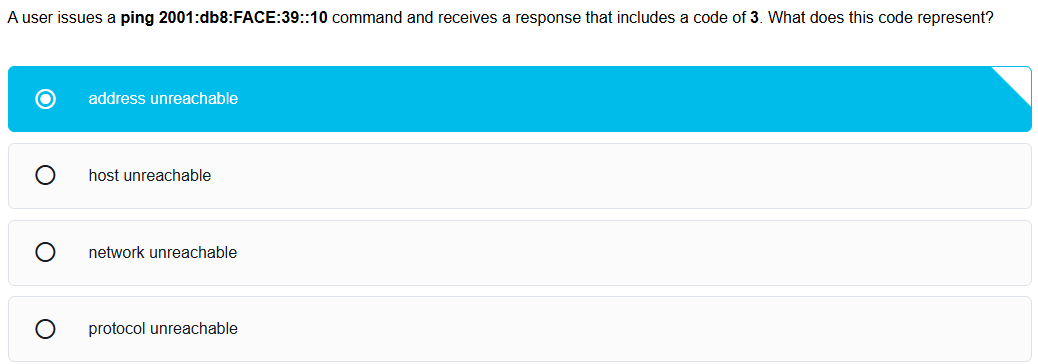 A user issues a ping 2001:db8:FACE:39::10 command and receives a response that includes a code of 3. What does this code represent?
address unreachable
host unreachable
network unreachable
protocol unreachable